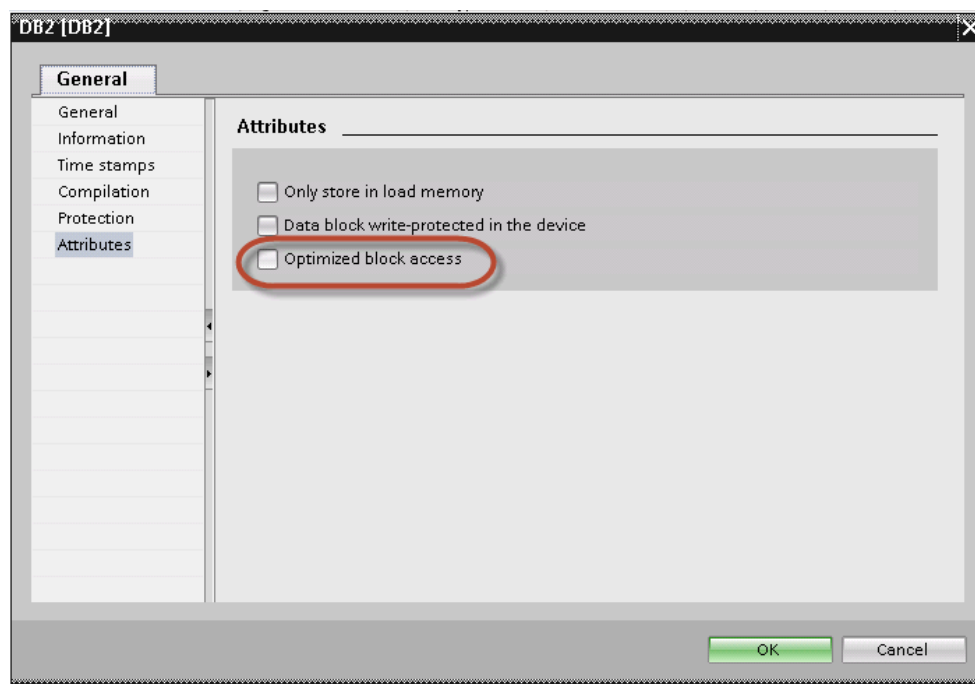 DB2 [DB2]
General
General
Information
Time stamps
Compilation
Protection
Attributes
Attributes
Only store in load memory
Data block write-protected in the device
Optimized block access
OK
Cancel